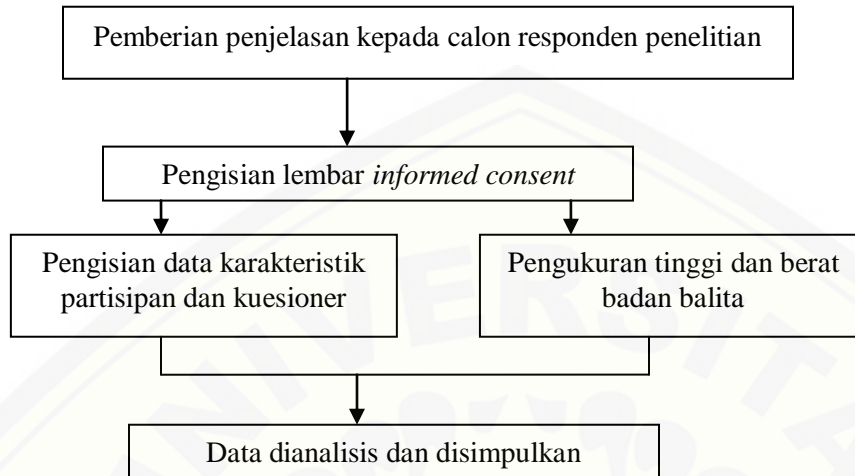 Pemberian penjelasan kepada calon responden penelitian
Pengisian lembar informed consent
Pengisian data karakteristik
partisipan dan kuesioner
Pengukuran tinggi dan berat
badan balita
Data dianalisis dan disimpulkan